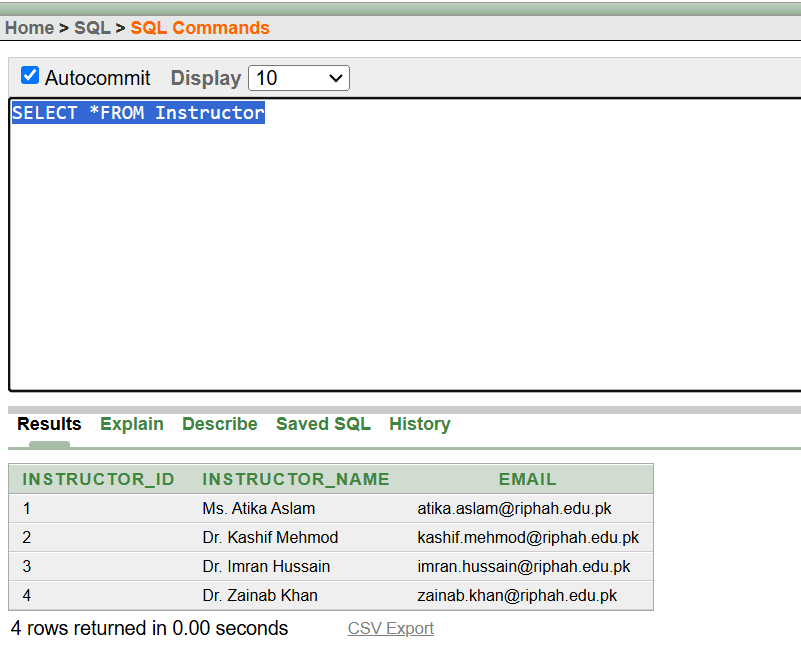 Home > SQL > SQL Commands
Autocommit Display 10
SELECT *FROM Instructor
Results Explain Describe Saved SQL History
INSTRUCTOR_ID INSTRUCTOR_NAME EMAIL
1 Ms. Atika Aslam atika.aslam@riphah.edu.pk
2 Dr. Kashif Mehmod kashif.mehmod@riphah.edu.pk
3 Dr. Imran Hussain imran.hussain@riphah.edu.pk
4 Dr. Zainab Khan zainab.khan@riphah.edu.pk
4 rows returned in 0.00 seconds CSV Export